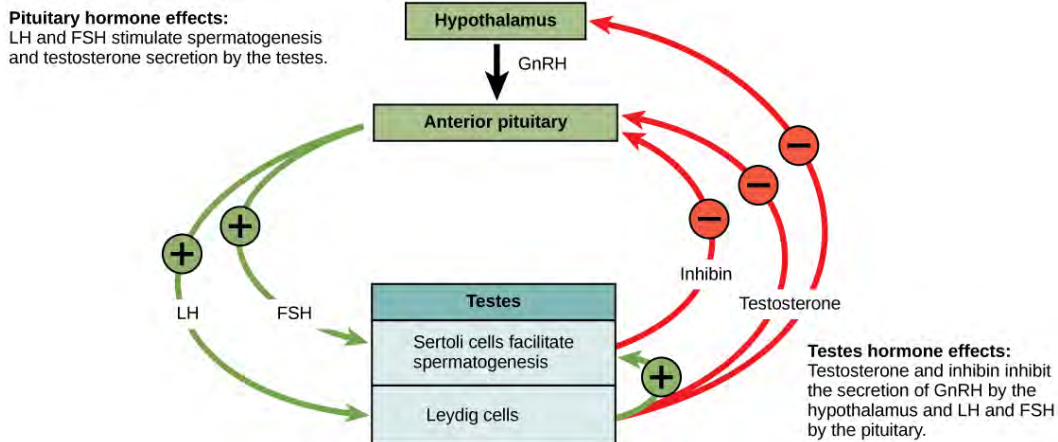 Pituitary hormone effects:
LH and FSH stimulate spermatogenesis
and testosterone secretion by the testes.
Hypothalamus
GnRH
Anterior pituitary
−
−
−
+
+
LH
FSH
Inhibin
Testosterone
Testes
Sertoli cells facilitate
spermatogenesis
+
Leydig cells
Testes hormone effects:
Testosterone and inhibin inhibit
the secretion of GnRH by the
hypothalamus and LH and FSH
by the pituitary.